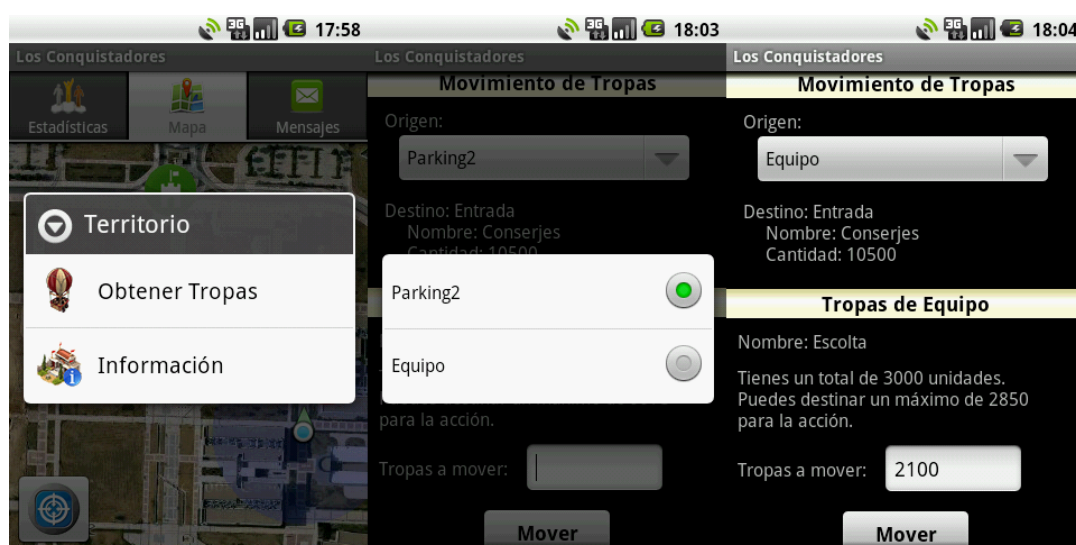 17:58
Los Conquistadores
Estadísticas
Mapa
Mensajes
Territorio
Obtener Tropas
Información
3G
18:03
Los Conquistadores
Movimiento de Tropas
Origen:
Parking2
Destino: Entrada
Nombre: Conserjes
Cantidad: 10500
Parking2
Equipo
para la acción.
Tropas a mover:
Mover
3G
18:04
Los Conquistadores
Movimiento de Tropas
Origen:
Equipo
Destino: Entrada
Nombre: Conserjes
Cantidad: 10500
Tropas de Equipo
Nombre: Escolta
Tienes un total de 3000 unidades.
Puedes destinar un máximo de 2850
para la acción.
Tropas a mover: 2100
Mover